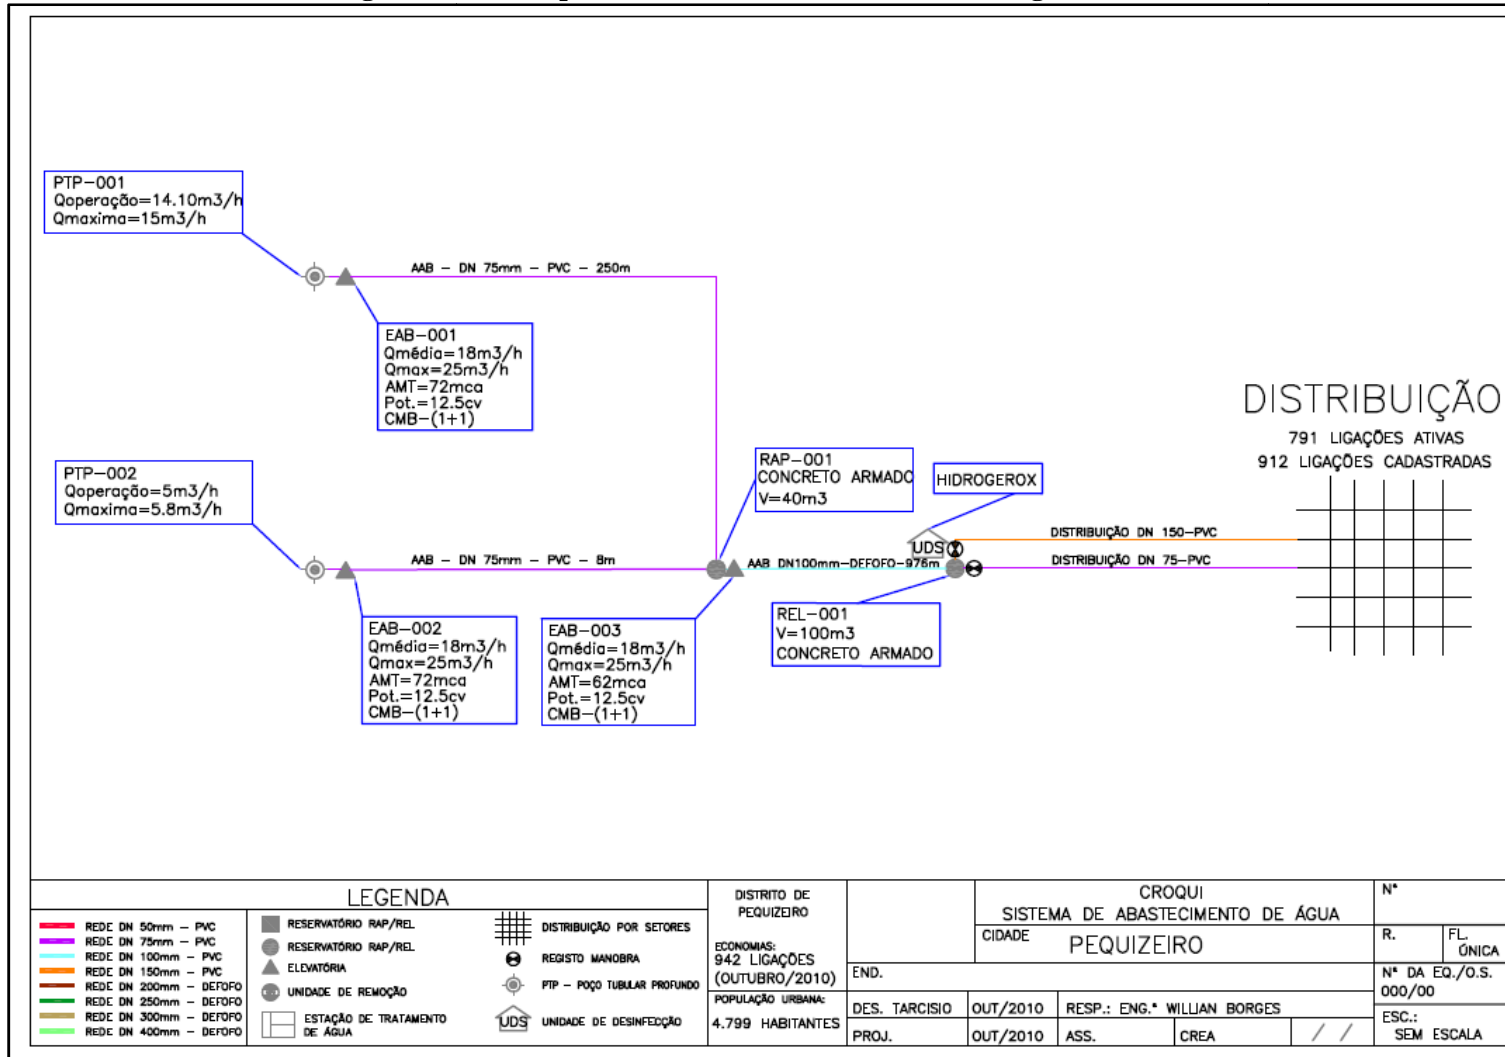 PTP-001
Qoperação=14.10m3/h
Qmaxima=15m3/h
AAB - DN 75mm - PVC - 250m
EAB-001
Qmédia=18m3/h
Qmax=25m3/h
AMT=72mca
Pot.=12.5cv
CMB-(1+1)
DISTRIBUIÇÃO
791 LIGAÇÕES ATIVAS
912 LIGAÇÕES CADASTRADAS
PTP-002
Qoperação=5m3/h
Qmaxima=5.8m3/h
RAP-001
CONCRETO ARMADO
V=40m3
HIDROGEROX
UDS
DISTRIBUIÇÃO DN 150-PVC
AAB - DN 75mm - PVC - 8m
AAB DN100mm-DEFOFO-976m
DISTRIBUIÇÃO DN 75-PVC
EAB-002
Qmédia=18m3/h
Qmax=25m3/h
AMT=72mca
Pot.=12.5cv
CMB-(1+1)
EAB-003
Qmédia=18m3/h
Qmax=25m3/h
AMT=62mca
Pot.=12.5cv
CMB-(1+1)
REL-001
V=100m3
CONCRETO ARMADO
LEGENDA
REDE DN 50mm - PVC
REDE DN 75mm - PVC
REDE DN 100mm - PVC
REDE DN 150mm - PVC
REDE DN 200mm - DEFOFO
REDE DN 250mm - DEFOFO
REDE DN 300mm - DEFOFO
REDE DN 400mm - DEFOFO
RESERVATÓRIO RAP/REL
RESERVATÓRIO RAP/REL
ELEVATÓRIA
UNIDADE DE REMOÇÃO
ESTAÇÃO DE TRATAMENTO
DE ÁGUA
DISTRIBUIÇÃO POR SETORES
REGISTO MANOBRA
PTP - POÇO TUBULAR PROFUNDO
UDS UNIDADE DE DESINFECÇÃO
DISTRITO DE
PEQUIZEIRO
ECONOMIAS:
942 LIGAÇÕES
(OUTUBRO/2010)
POPULAÇÃO URBANA:
4.799 HABITANTES
CROQUI
SISTEMA DE ABASTECIMENTO DE ÁGUA
CIDADE PEQUIZEIRO
END.
DES. TARCISIO OUT/2010 RESP.: ENG.º WILLIAN BORGES
PROJ. OUT/2010 ASS. CREA / /
Nº
R. FL.
ÚNICA
Nº DA EQ./O.S.
000/00
ESC.:
SEM ESCALA